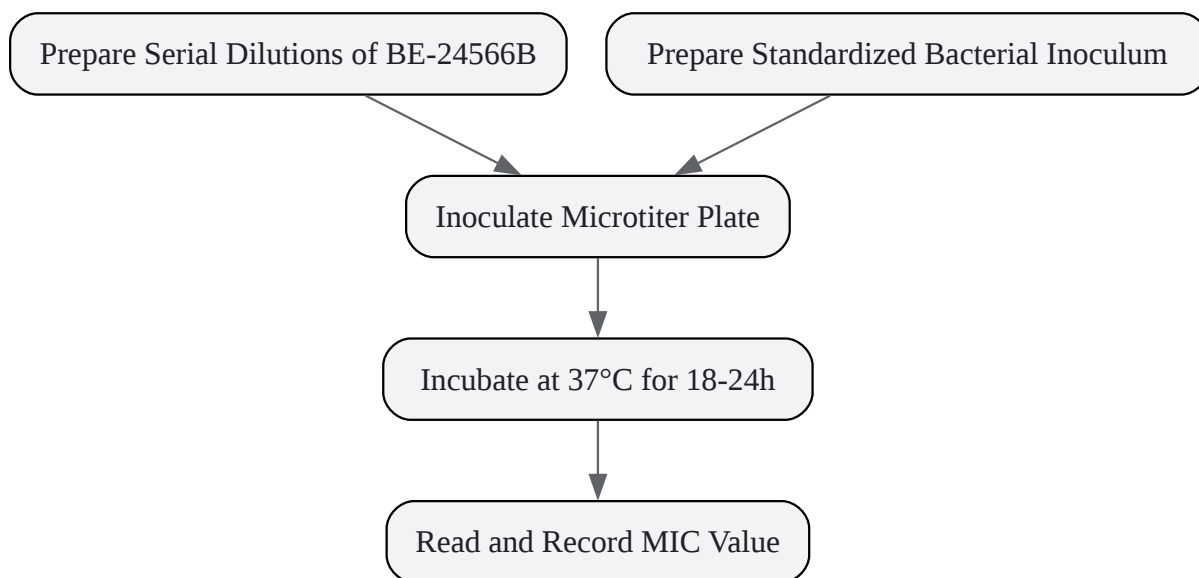 Prepare Serial Dilutions of BE-24566B
Prepare Standardized Bacterial Inoculum
Inoculate Microtiter Plate
Incubate at 37°C for 18-24h
Read and Record MIC Value